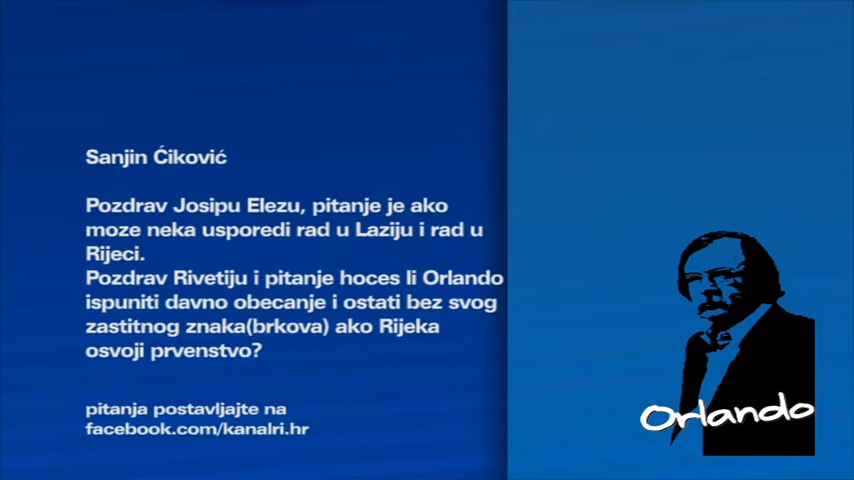 Sanjin Ćiković
Pozdrav Josipu Elezu, pitanje je ako
moze neka usporedi rad u Laziju i rad u
Rijeci.
Pozdrav Rivetiju i pitanje hoces li Orlando
ispuniti davno obecanje i ostati bez svog
zastitnog znaka(brkova) ako Rijeka
osvoji prvenstvo?
pitanja postavljajte na
facebook.com/kanalri.hr
Orlando